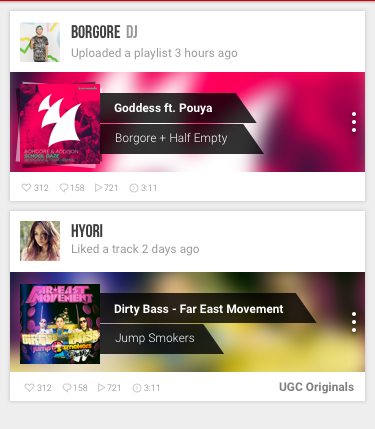 BORGORE DJ
Uploaded a playlist 3 hours ago
Goddess ft. Pouya
Borgore + Half Empty
BORGORE & ADDISON
SCHOOL DAZE
312 158 721 3:11
HYORI
Liked a track 2 days ago
FAR EAST MOVEMENT
Dirty Bass - Far East Movement
DIRTY BASS
Jump Smokers
jump smokers
312 158 721 3:11 UGC Originals